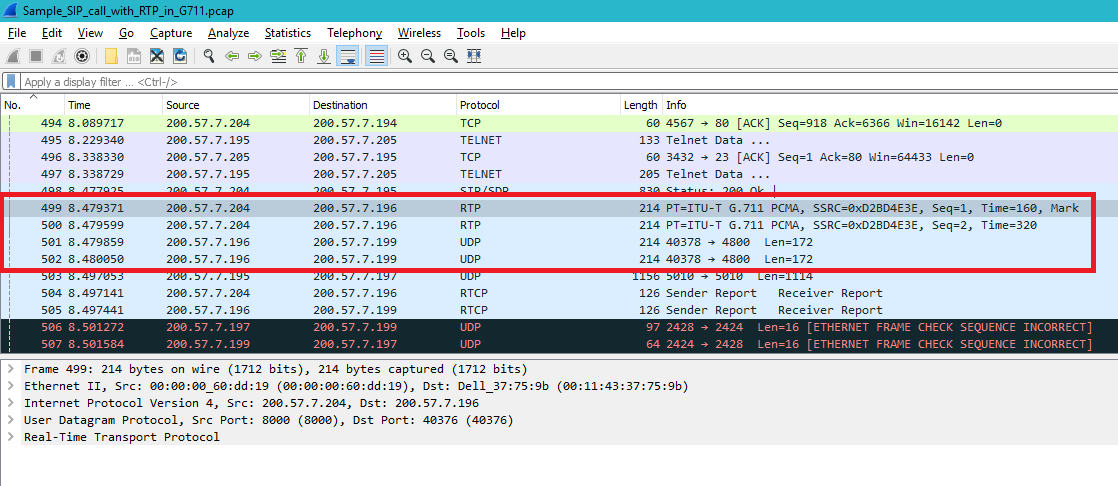 Sample_SIP_call_with_RTP_in_G711.pcap
File Edit View Go Capture Analyze Statistics Telephony Wireless Tools Help
Apply a display filter ... <Ctrl-/>
No. Time Source Destination Protocol Length Info
494 8.089717 200.57.7.204 200.57.7.194 TCP 60 4567 → 80 [ACK] Seq=918 Ack=6366 Win=16142 Len=0
495 8.229340 200.57.7.195 200.57.7.205 TELNET 133 Telnet Data ...
496 8.338330 200.57.7.205 200.57.7.195 TCP 60 3432 → 23 [ACK] Seq=1 Ack=80 Win=64433 Len=0
497 8.338729 200.57.7.195 200.57.7.205 TELNET 205 Telnet Data ...
498 8.477925 200.57.7.204 200.57.7.195 SIP/SDP 830 Status: 200 Ok |
499 8.479371 200.57.7.204 200.57.7.196 RTP 214 PT=ITU-T G.711 PCMA, SSRC=0xD2BD4E3E, Seq=1, Time=160, Mark
500 8.479599 200.57.7.204 200.57.7.196 RTP 214 PT=ITU-T G.711 PCMA, SSRC=0xD2BD4E3E, Seq=2, Time=320
501 8.479859 200.57.7.196 200.57.7.199 UDP 214 40378 → 4800 Len=172
502 8.480050 200.57.7.196 200.57.7.199 UDP 214 40378 → 4800 Len=172
503 8.497053 200.57.7.195 200.57.7.197 UDP 1156 5010 → 5010 Len=1114
504 8.497141 200.57.7.204 200.57.7.196 RTCP 126 Sender Report Receiver Report
505 8.497441 200.57.7.196 200.57.7.199 RTCP 126 Sender Report Receiver Report
506 8.501272 200.57.7.197 200.57.7.199 UDP 97 2428 → 2424 Len=16 [ETHERNET FRAME CHECK SEQUENCE INCORRECT]
507 8.501584 200.57.7.199 200.57.7.197 UDP 64 2424 → 2428 Len=16 [ETHERNET FRAME CHECK SEQUENCE INCORRECT]
Frame 499: 214 bytes on wire (1712 bits), 214 bytes captured (1712 bits)
Ethernet II, Src: 00:00:00_60:dd:19 (00:00:00:60:dd:19), Dst: Dell_37:75:9b (00:11:43:37:75:9b)
Internet Protocol Version 4, Src: 200.57.7.204, Dst: 200.57.7.196
User Datagram Protocol, Src Port: 8000 (8000), Dst Port: 40376 (40376)
Real-Time Transport Protocol